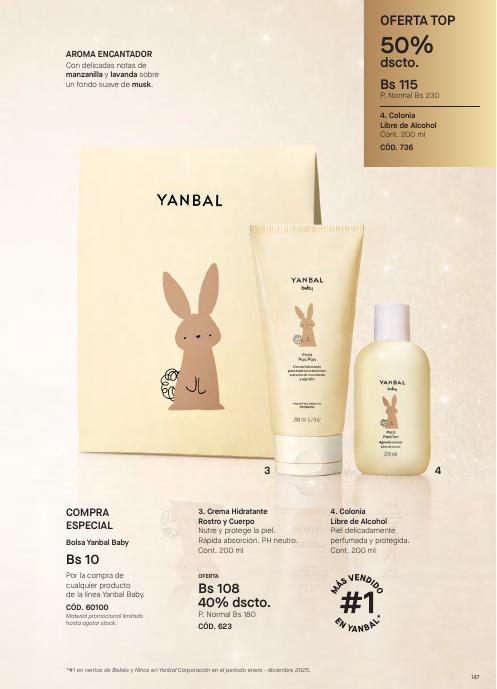 OFERTA TOP
50%
dscto.
Bs 115
P. Normal Bs 230
4. Colonia
Libre de Alcohol
Cont. 200 ml
CÓD. 736
AROMA ENCANTADOR
Con delicadas notas de
manzanilla y lavanda sobre
un fondo suave de musk.
YANBAL
YANBAL
baby
Petit
Pon Pon
Crema hidratante
200 ml 6.7 fl oz
YANBAL
baby
Petit
Pon Pon
200 ml
3
4
COMPRA
ESPECIAL
Bolsa Yanbal Baby
Bs 10
Por la compra de
cualquier producto
de la línea Yanbal Baby.
CÓD. 60100
Material promocional limitado
hasta agotar stock.
3. Crema Hidratante
Rostro y Cuerpo
Nutre y protege la piel.
Rápida absorción. PH neutro.
Cont. 200 ml
OFERTA
Bs 108
40% dscto.
P. Normal Bs 180
CÓD. 623
4. Colonia
Libre de Alcohol
Piel delicadamente
perfumada y protegida.
Cont. 200 ml
MÁS VENDIDO
#1
EN YANBAL*
*#1 en ventas de Bebés y Niños en Yanbal Corporación en el periodo enero - diciembre 2025.
147